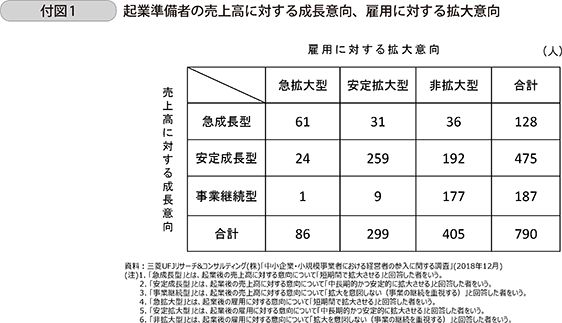 付図1 起業準備者の売上高に対する成長意向、雇用に対する拡大意向
雇用に対する拡大意向
(人)
売上高に対する成長意向
急拡大型 安定拡大型 非拡大型 合計
急成長型 61 31 36 128
安定成長型 24 259 192 475
事業継続型 1 9 177 187
合計 86 299 405 790
資料：三菱UFJリサーチ&コンサルティング(株)「中小企業・小規模事業者における経営者の参入に関する調査」(2018年12月)
(注)1.「急成長型」とは、起業後の売上高に対する意向について「短期間で拡大させる」と回答した者をいう。
2.「安定成長型」とは、起業後の売上高に対する意向について「中長期的かつ安定的に拡大させる」と回答した者をいう。
3.「事業継続型」とは、起業後の売上高に対する意向について「拡大を意図しない（事業の継続を重視する）」と回答した者をいう。
4.「急拡大型」とは、起業後の雇用に対する意向について「短期間で拡大させる」と回答した者をいう。
5.「安定拡大型」とは、起業後の雇用に対する意向について「中長期的かつ安定的に拡大させる」と回答した者をいう。
6.「非拡大型」とは、起業後の雇用に対する意向について「拡大を意図しない（事業の継続を重視する）」と回答した者をいう。